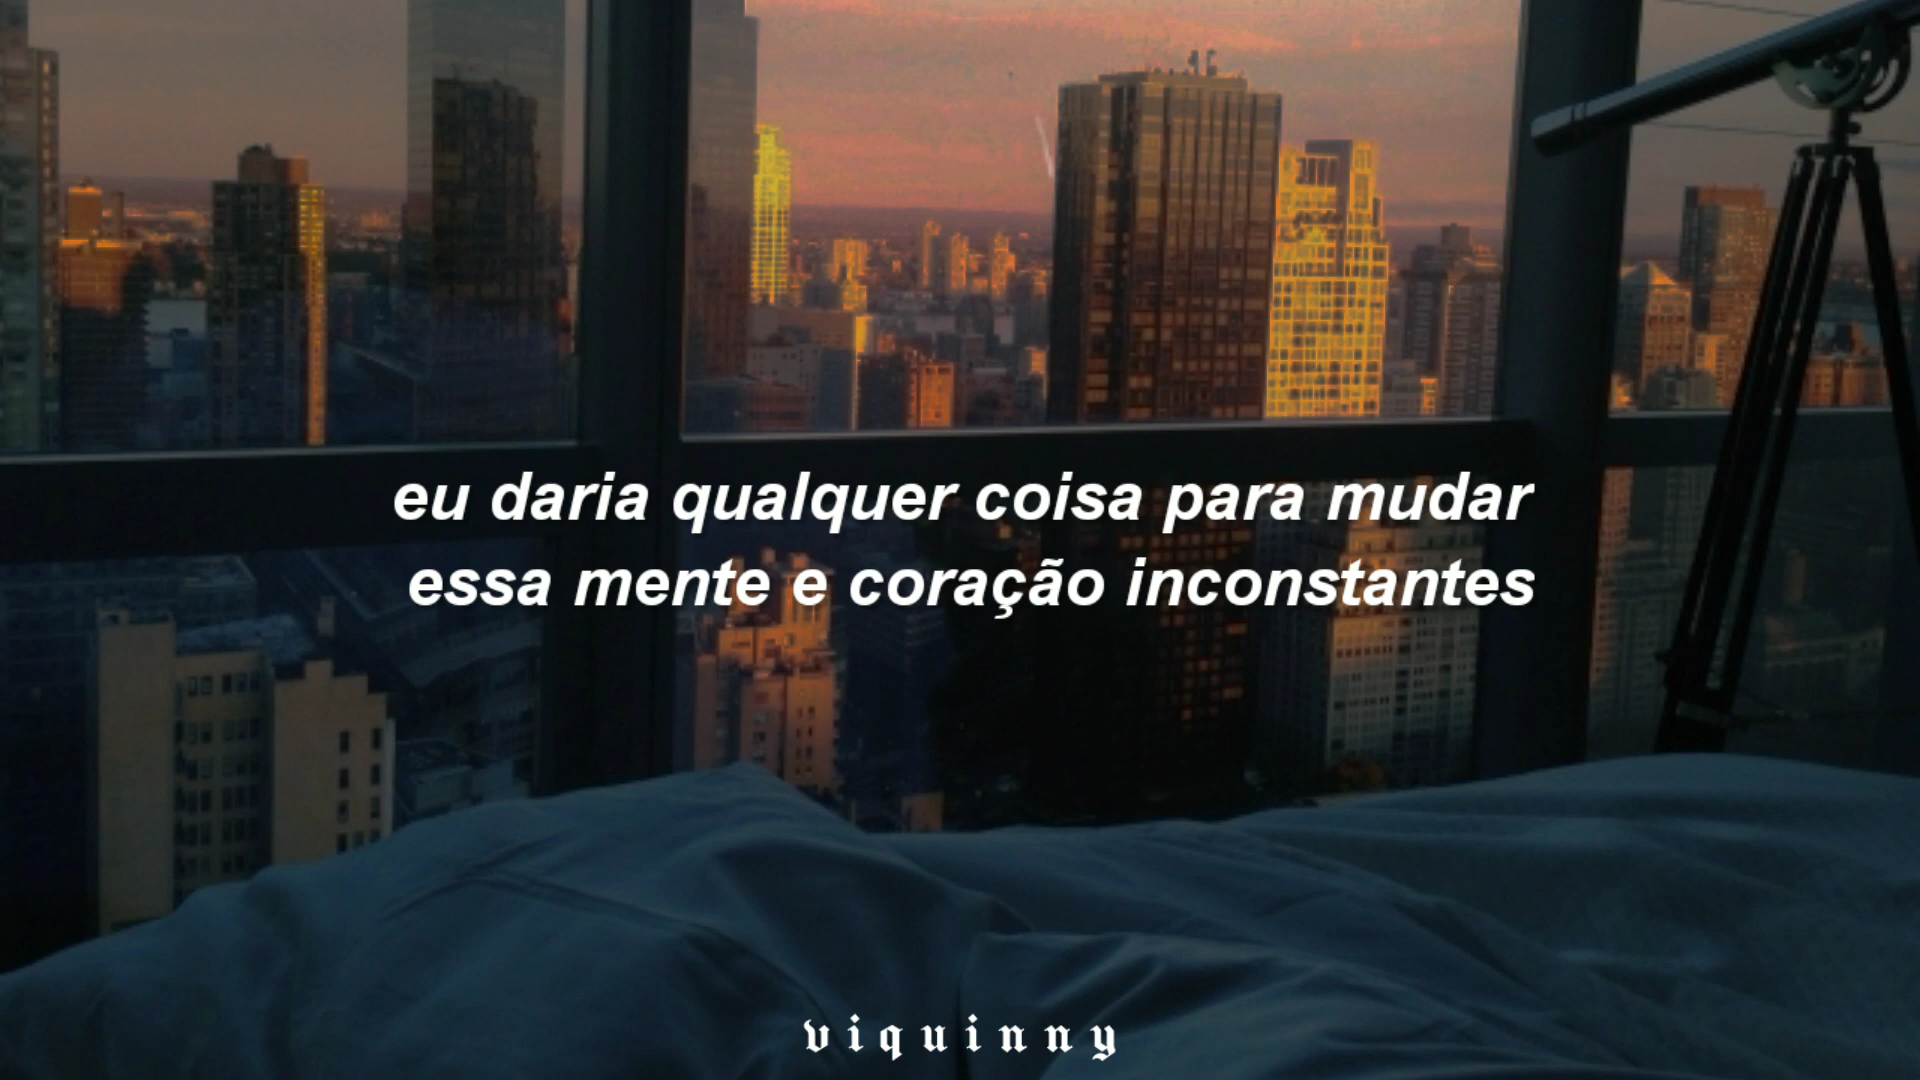 eu daria qualquer coisa para mudar
essa mente e coração inconstantes
viquinny